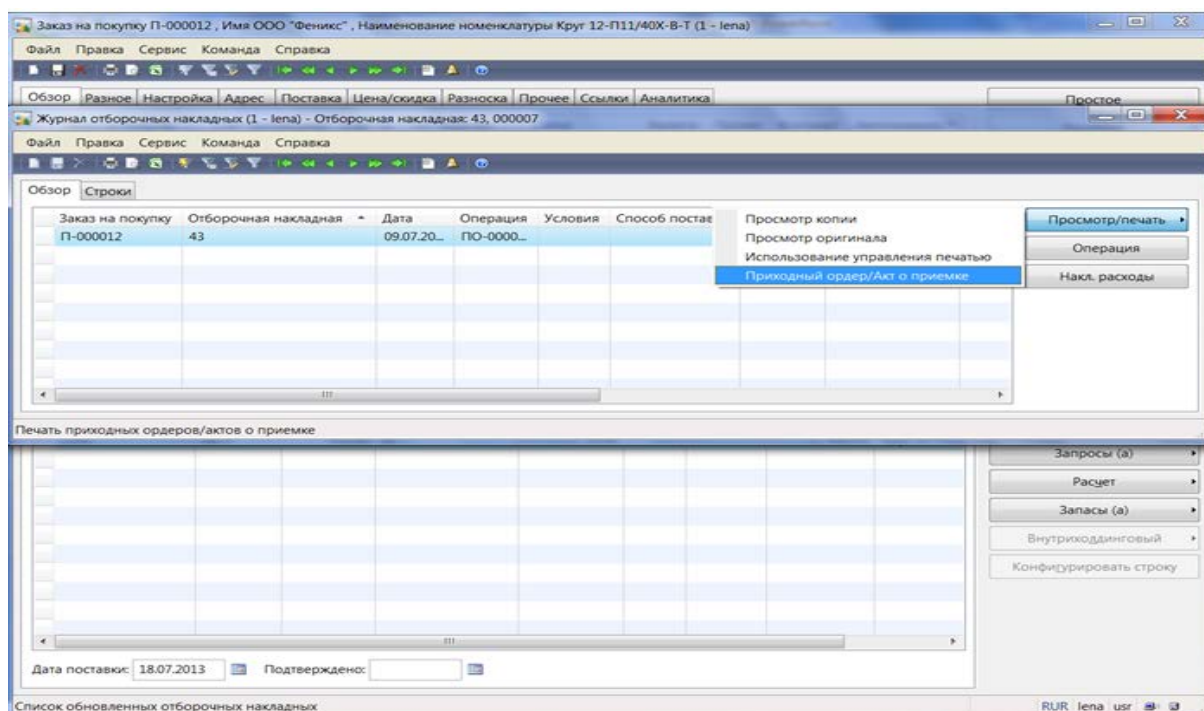 Заказ на покупку П-000012 , Имя ООО "Феникс" , Наименование номенклатуры Круг 12-П11/40Х-В-Т (1 - lena)
Файл Правка Сервис Команда Справка
Обзор Разное Настройка Адрес Поставка Цена/скидка Разноска Прочее Ссылки Аналитика Простое
Журнал отборочных накладных (1 - lena) - Отборочная накладная: 43, 000007
Файл Правка Сервис Команда Справка
Обзор Строки
Заказ на покупку Отборочная накладная Дата Операция Условия Способ постав Просмотр копии Просмотр/печать
П-000012 43 09.07.20... ПО-0000... Просмотр оригинала Операция
Использование управления печатью
Приходный ордер/Акт о приемке Накл. расходы
Печать приходных ордеров/актов о приемке
Запросы (а)
Расчет
Запасы (а)
Внутрихолдинговый
Конфигурировать строку
Дата поставки: 18.07.2013 Подтверждено:
Список обновленных отборочных накладных RUR lena usr